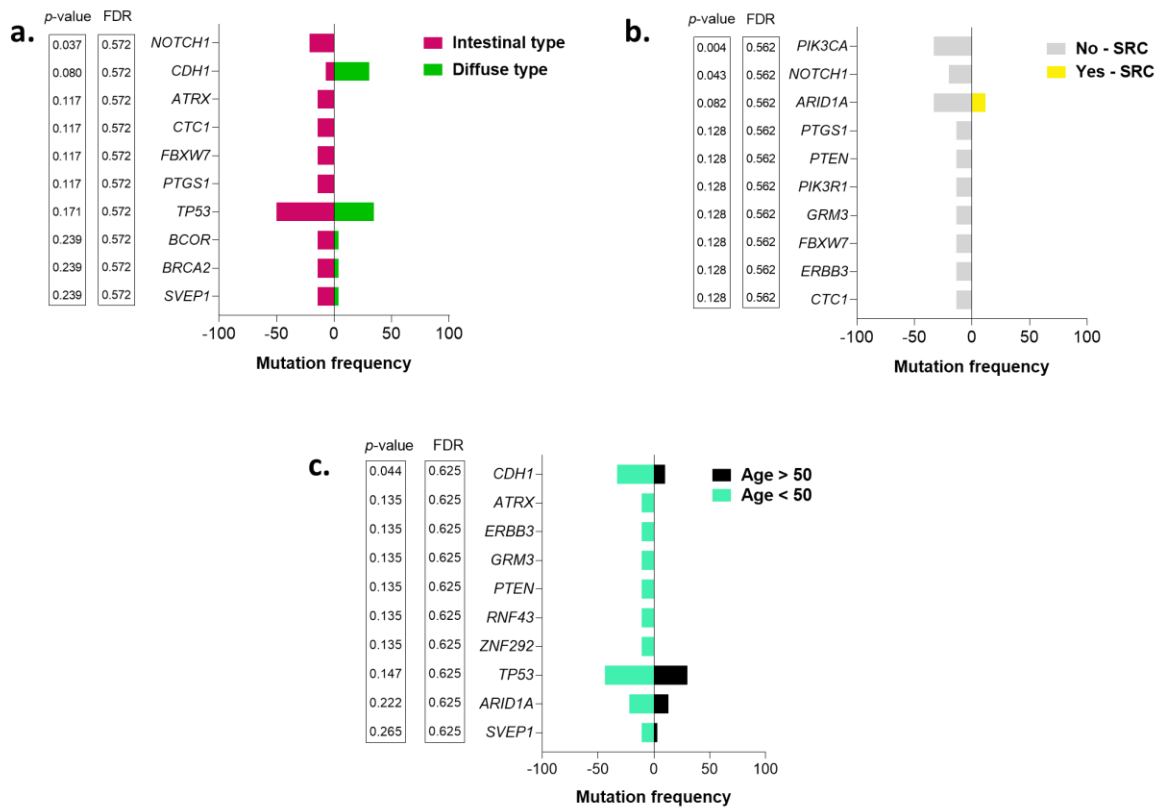 a.
p-value FDR
0.037 0.572 NOTCH1
0.080 0.572 CDH1
0.117 0.572 ATRX
0.117 0.572 CTC1
0.117 0.572 FBXW7
0.117 0.572 PTGS1
0.171 0.572 TP53
0.239 0.572 BCOR
0.239 0.572 BRCA2
0.239 0.572 SVEP1
Intestinal type
Diffuse type
-100 -50 0 50 100
Mutation frequency
b.
p-value FDR
0.004 0.562 PIK3CA
0.043 0.562 NOTCH1
0.082 0.562 ARID1A
0.128 0.562 PTGS1
0.128 0.562 PTEN
0.128 0.562 PIK3R1
0.128 0.562 GRM3
0.128 0.562 FBXW7
0.128 0.562 ERBB3
0.128 0.562 CTC1
No - SRC
Yes - SRC
-100 -50 0 50 100
Mutation frequency
c.
p-value FDR
0.044 0.625 CDH1
0.135 0.625 ATRX
0.135 0.625 ERBB3
0.135 0.625 GRM3
0.135 0.625 PTEN
0.135 0.625 RNF43
0.135 0.625 ZNF292
0.147 0.625 TP53
0.222 0.625 ARID1A
0.265 0.625 SVEP1
Age > 50
Age < 50
-100 -50 0 50 100
Mutation frequency